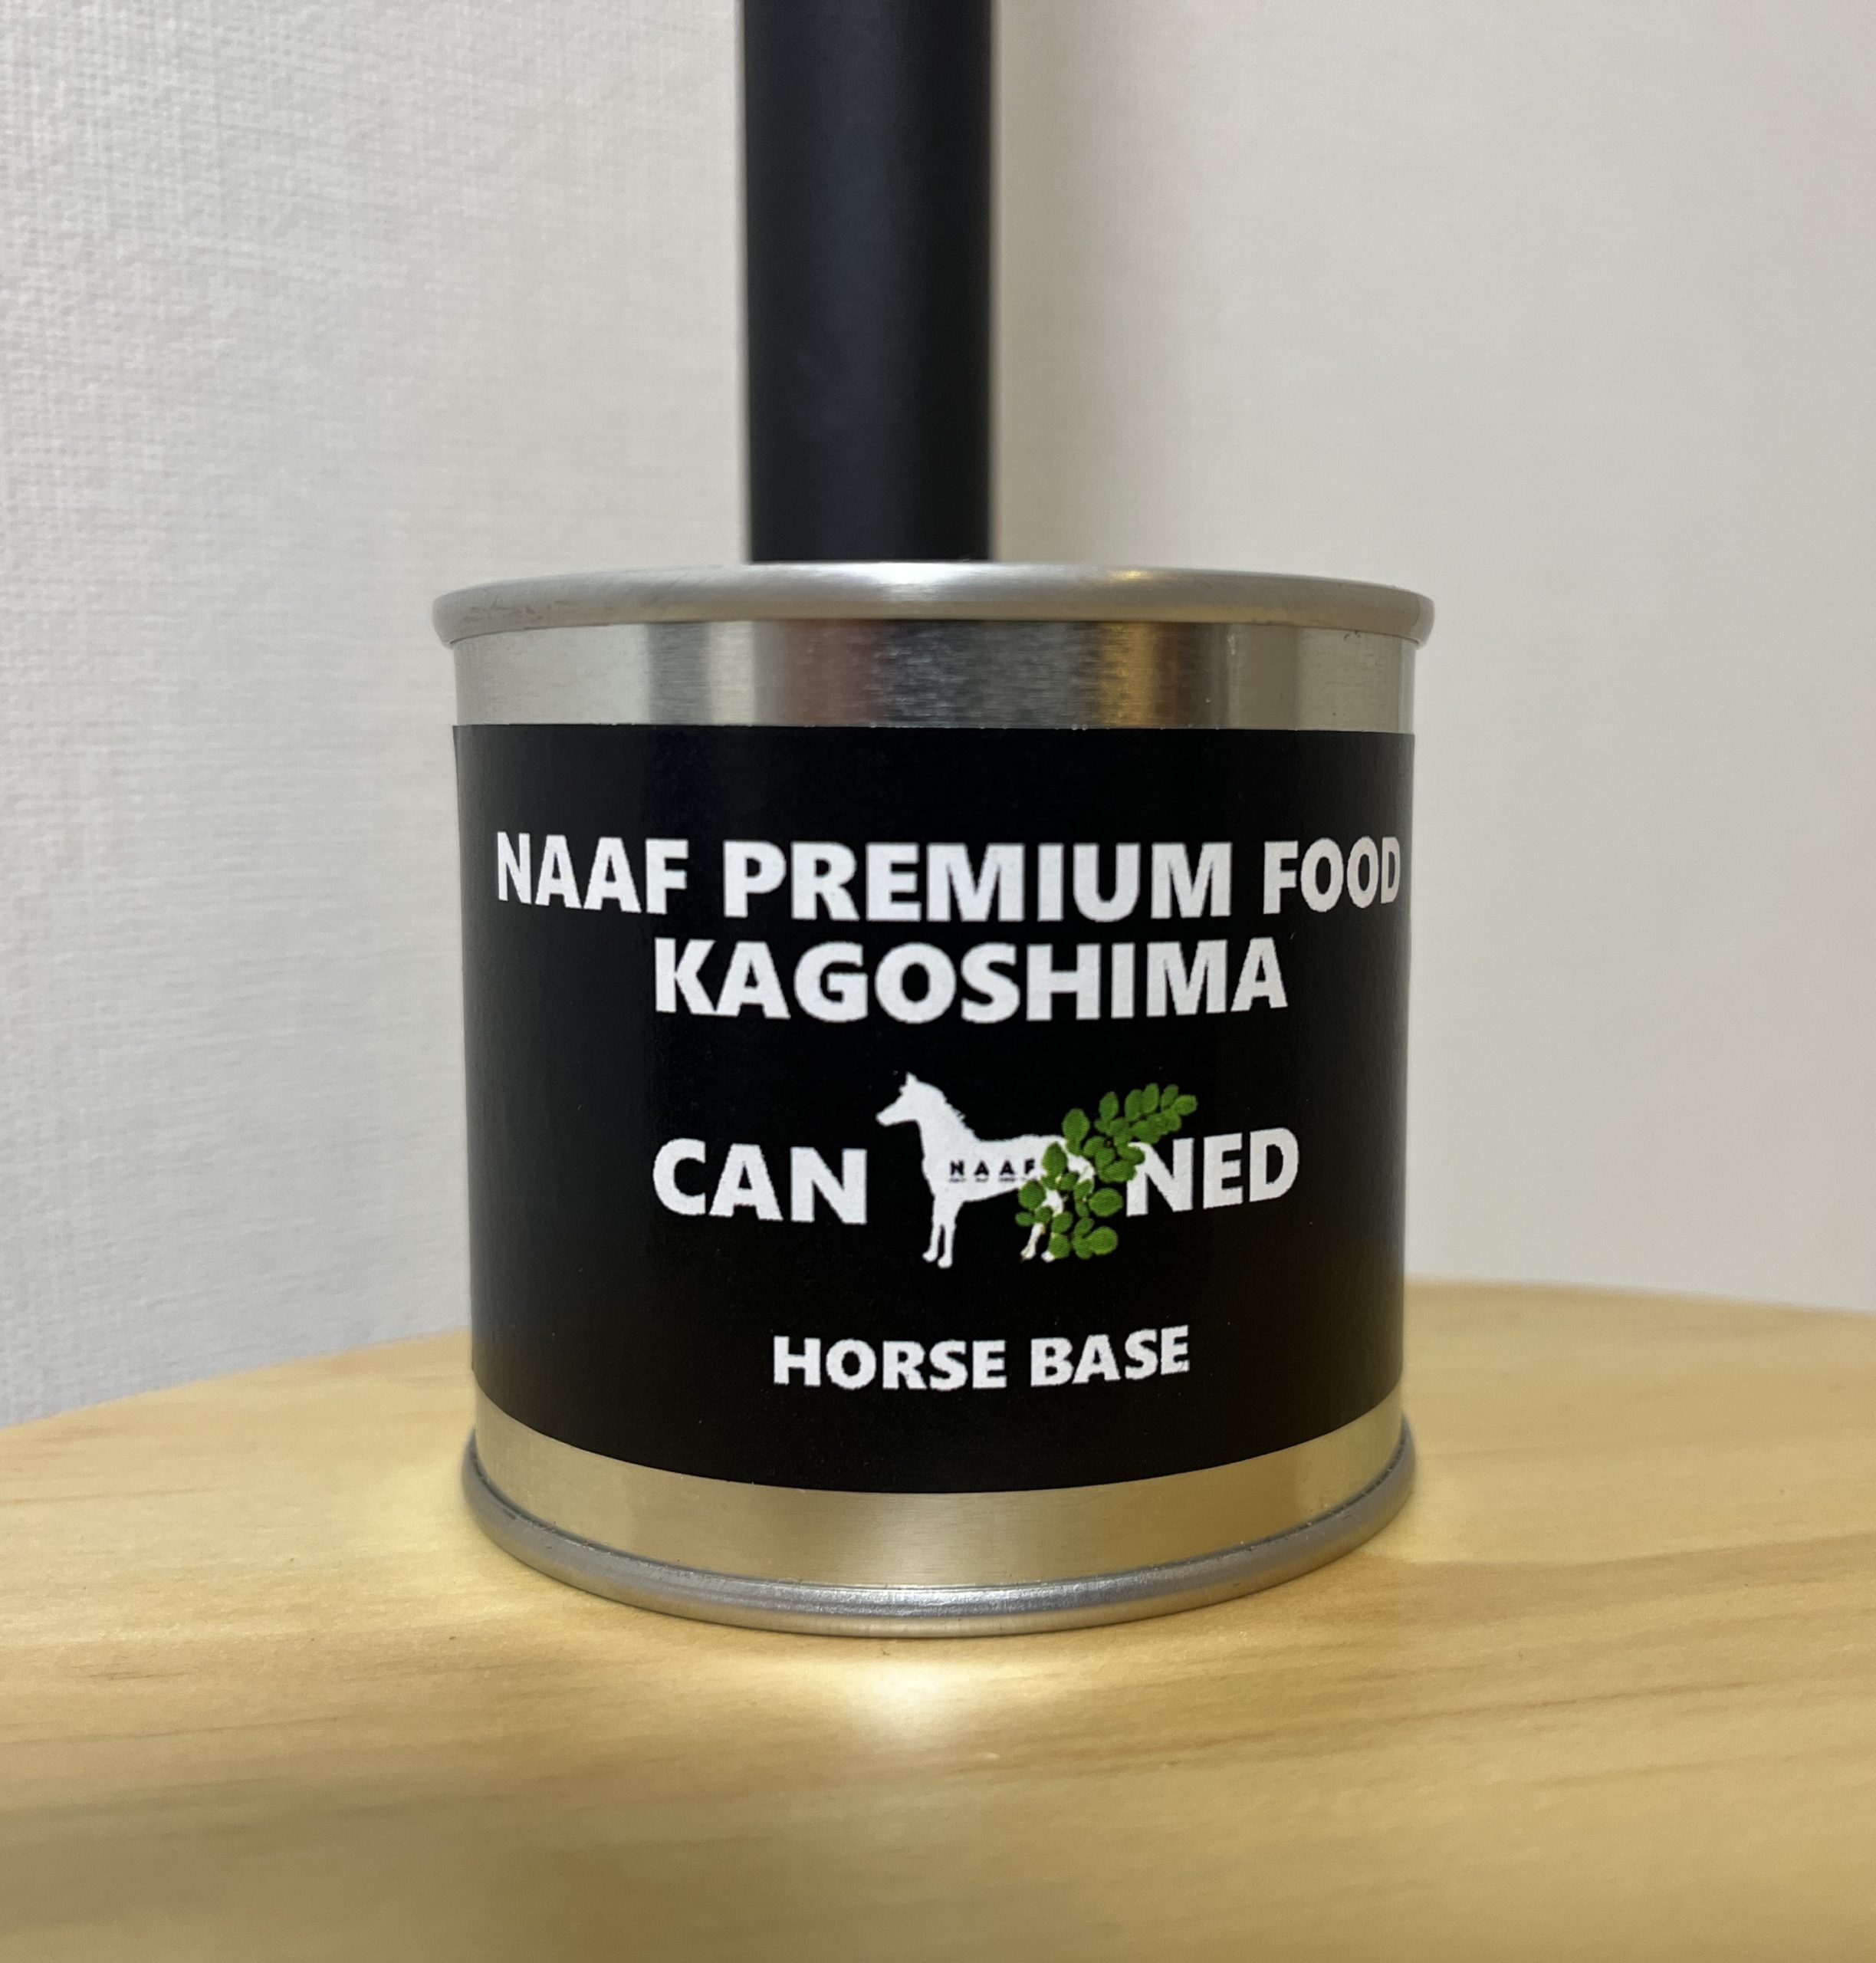 NAAF PREMIUM FOOD
KAGOSHIMA
CAN NED
NAAF
HORSE BASE